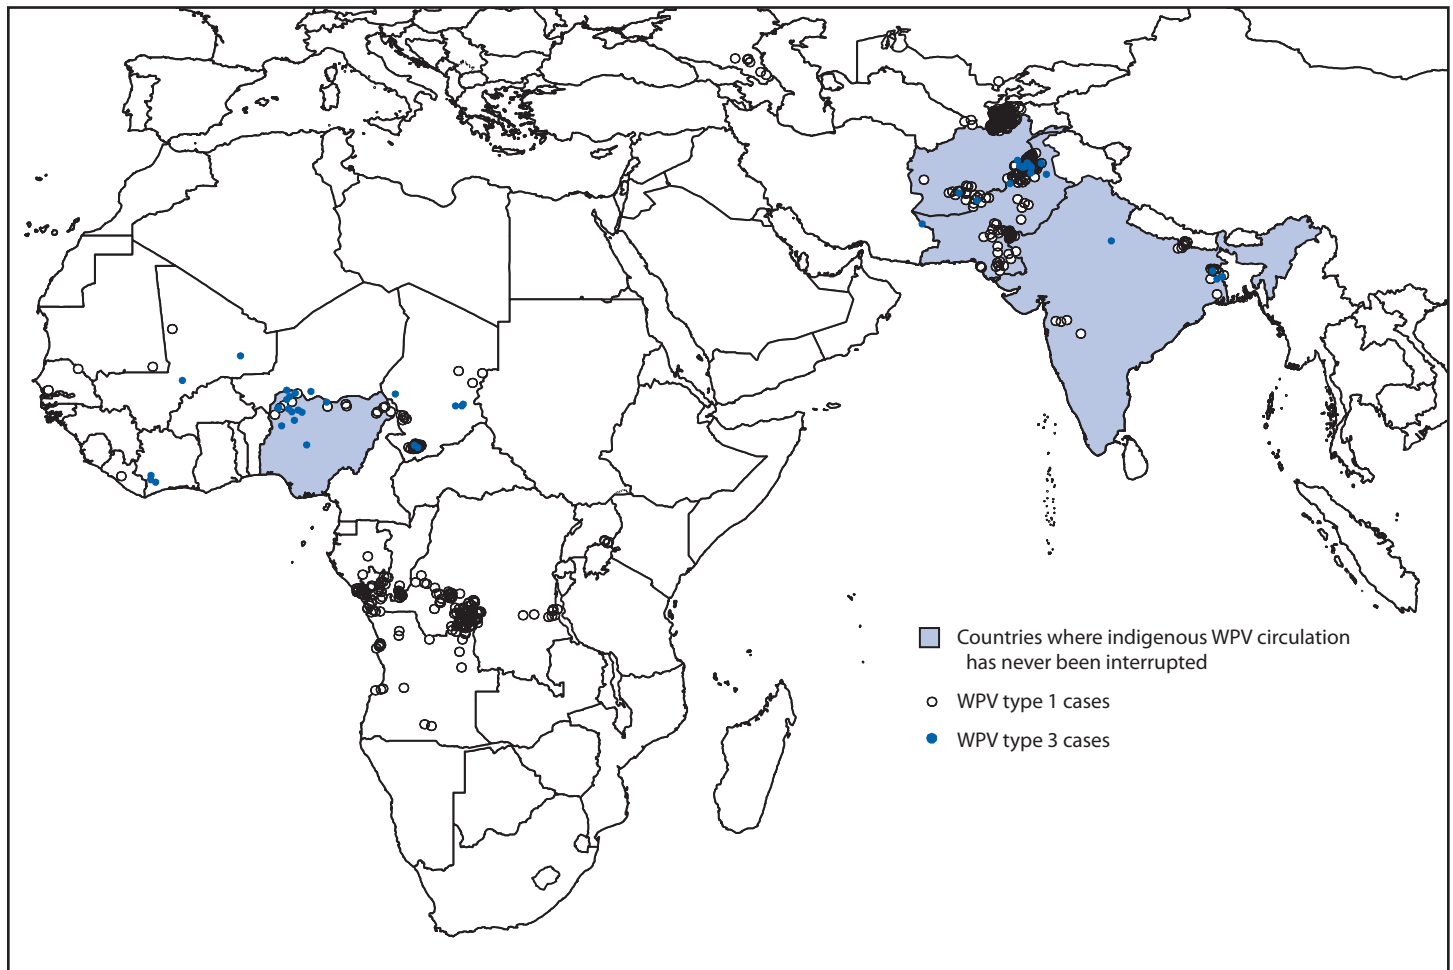 Countries where indigenous WPV circulation
has never been interrupted
WPV type 1 cases
WPV type 3 cases